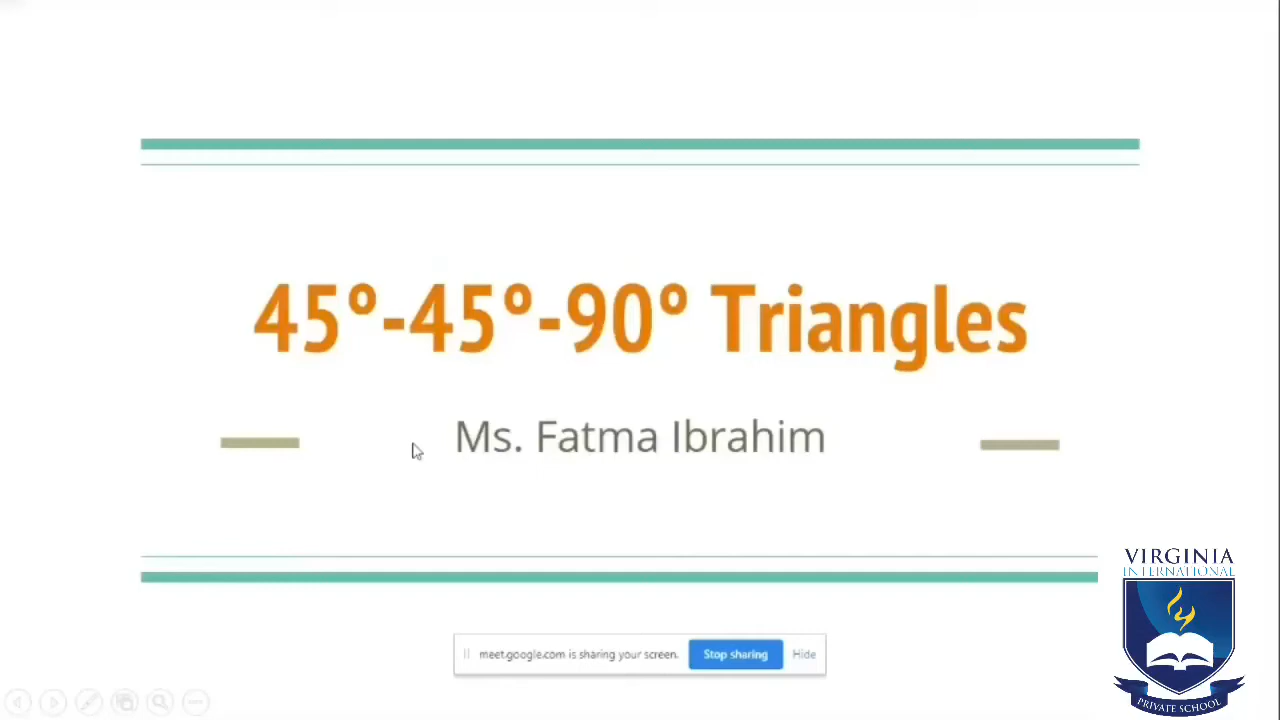 45°-45°-90° Triangles
Ms. Fatma Ibrahim
VIRGINIA
INTERNATIONAL
PRIVATE SCHOOL
meet.google.com is sharing your screen. Stop sharing Hide